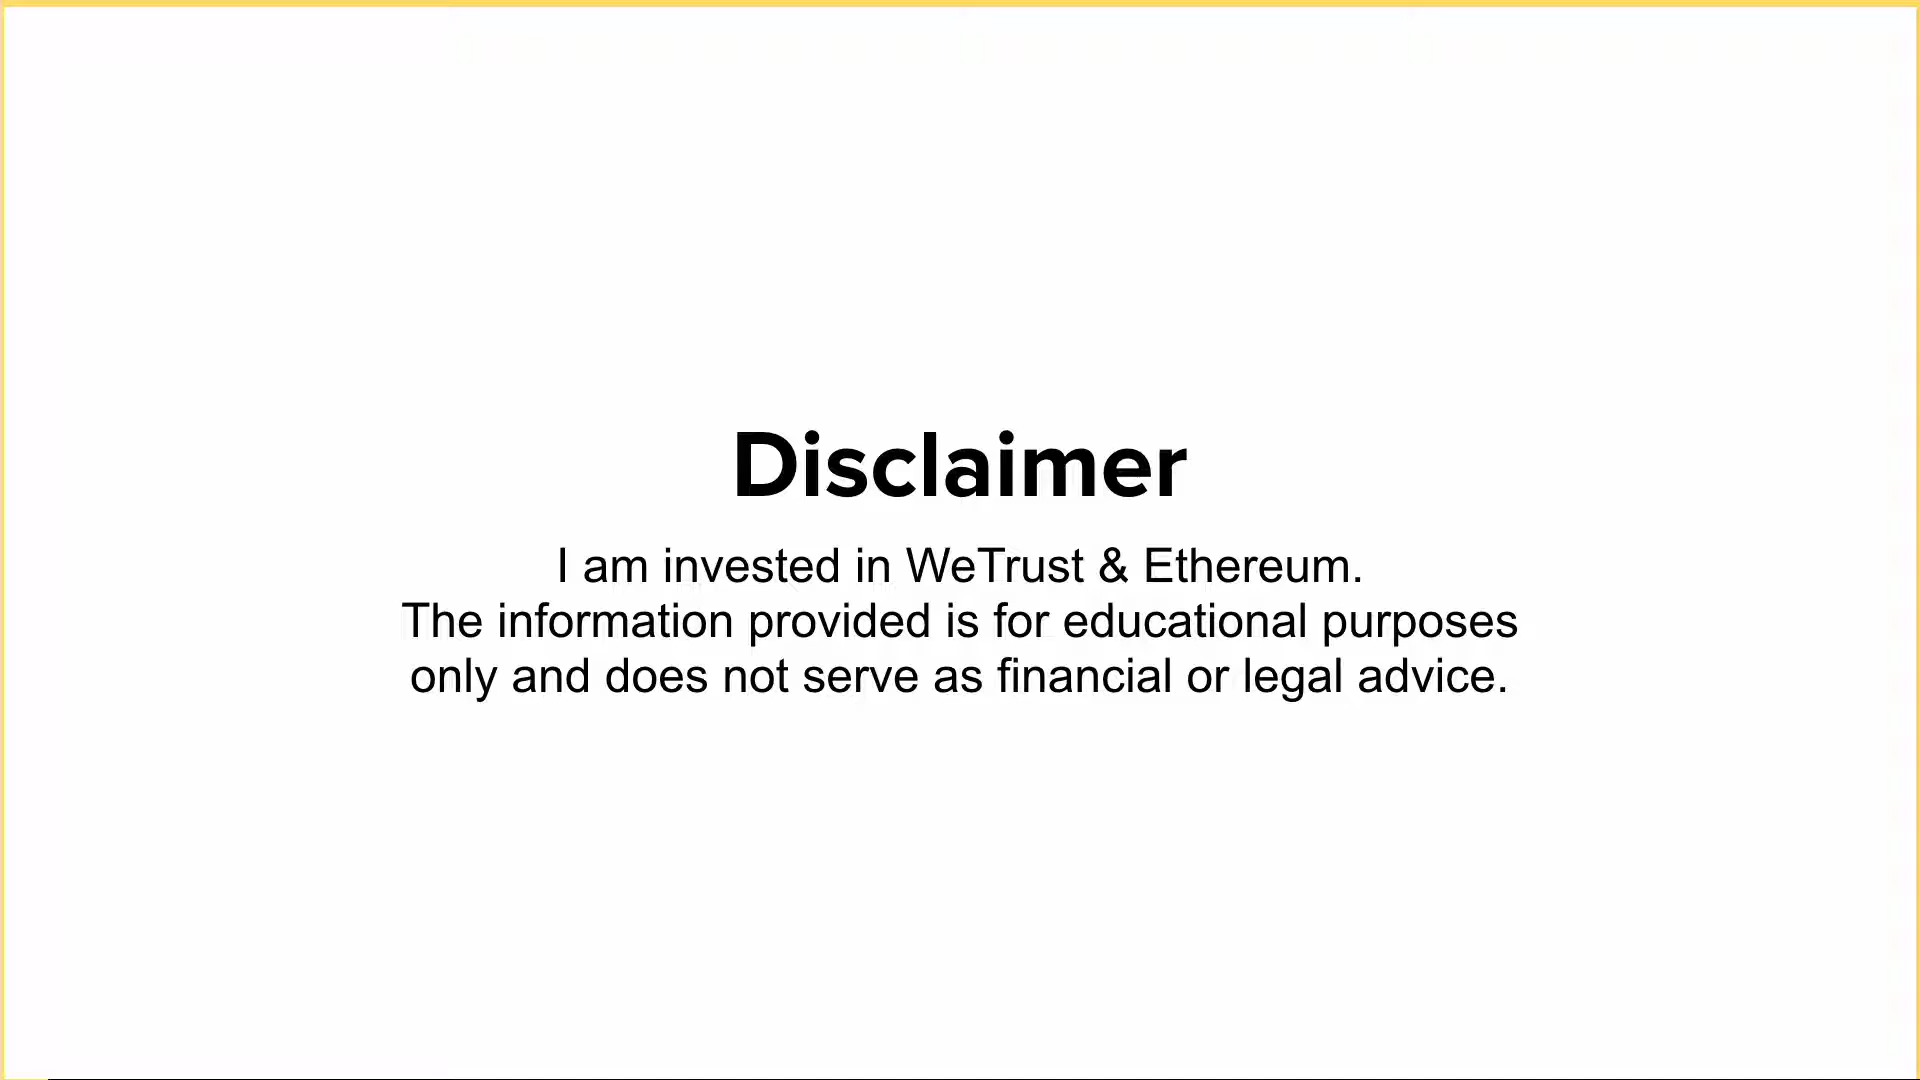 Disclaimer
I am invested in WeTrust & Ethereum.
The information provided is for educational purposes
only and does not serve as financial or legal advice.